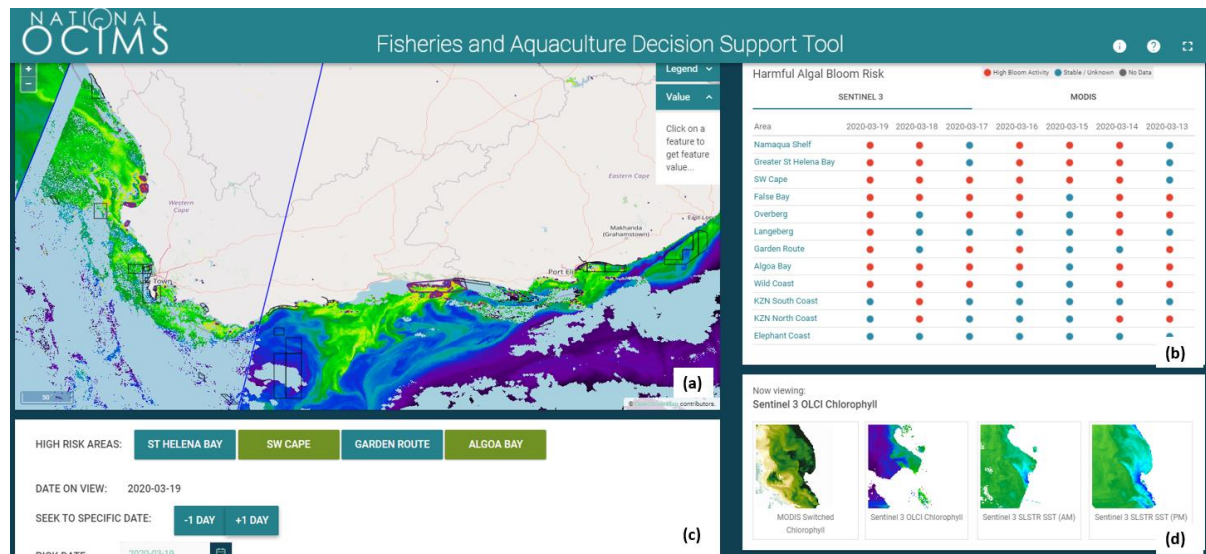 NATIONAL
OCIMS
Fisheries and Aquaculture Decision Support Tool
+
−
Legend
Value
Click on a
feature to
get feature
value...
Eastern Cape
Western
Cape
Makhanda
(Grahamstown)
Port
Town
50
contributors.
(a)
Harmful Algal Bloom Risk
High Bloom Activity Stable / Unknown No Data
SENTINEL 3 MODIS
Area 2020-03-19 2020-03-18 2020-03-17 2020-03-16 2020-03-15 2020-03-14 2020-03-13
Namaqua Shelf
Greater St Helena Bay
SW Cape
False Bay
Overberg
Langeberg
Garden Route
Algoa Bay
Wild Coast
KZN South Coast
KZN North Coast
Elephant Coast
(b)
HIGH RISK AREAS: ST HELENA BAY SW CAPE GARDEN ROUTE ALGOA BAY
DATE ON VIEW: 2020-03-19
SEEK TO SPECIFIC DATE: -1 DAY +1 DAY
RISK DATE 2020-03-19
(c)
Now viewing:
Sentinel 3 OLCI Chlorophyll
MODIS Switched
Chlorophyll
Sentinel 3 OLCI Chlorophyll
Sentinel 3 SLSTR SST (AM)
Sentinel 3 SLSTR SST (PM)
(d)